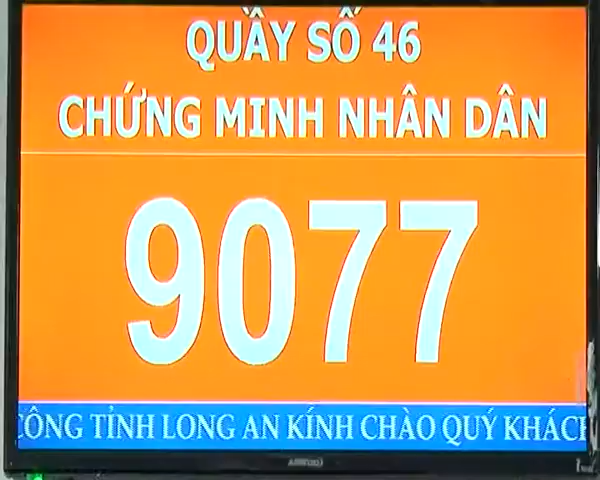 QUẦY SỐ 46
CHỨNG MINH NHÂN DÂN
9077
CÔNG TỈNH LONG AN KÍNH CHÀO QUÝ KHÁCH